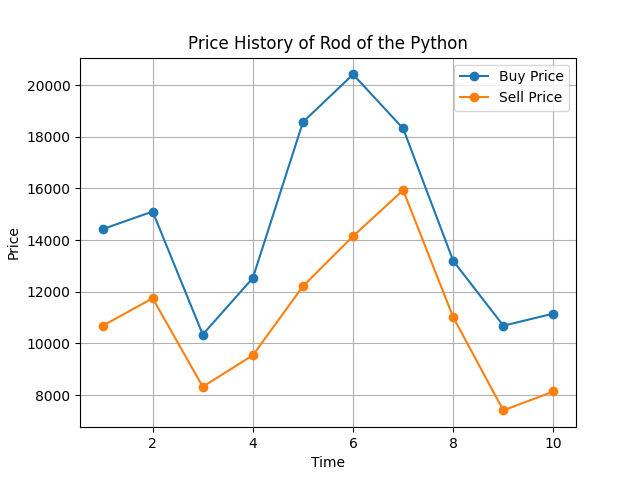 Price History of Rod of the Python
Buy Price
Sell Price
Price
20000
18000
16000
14000
12000
10000
8000
2 4 6 8 10
Time